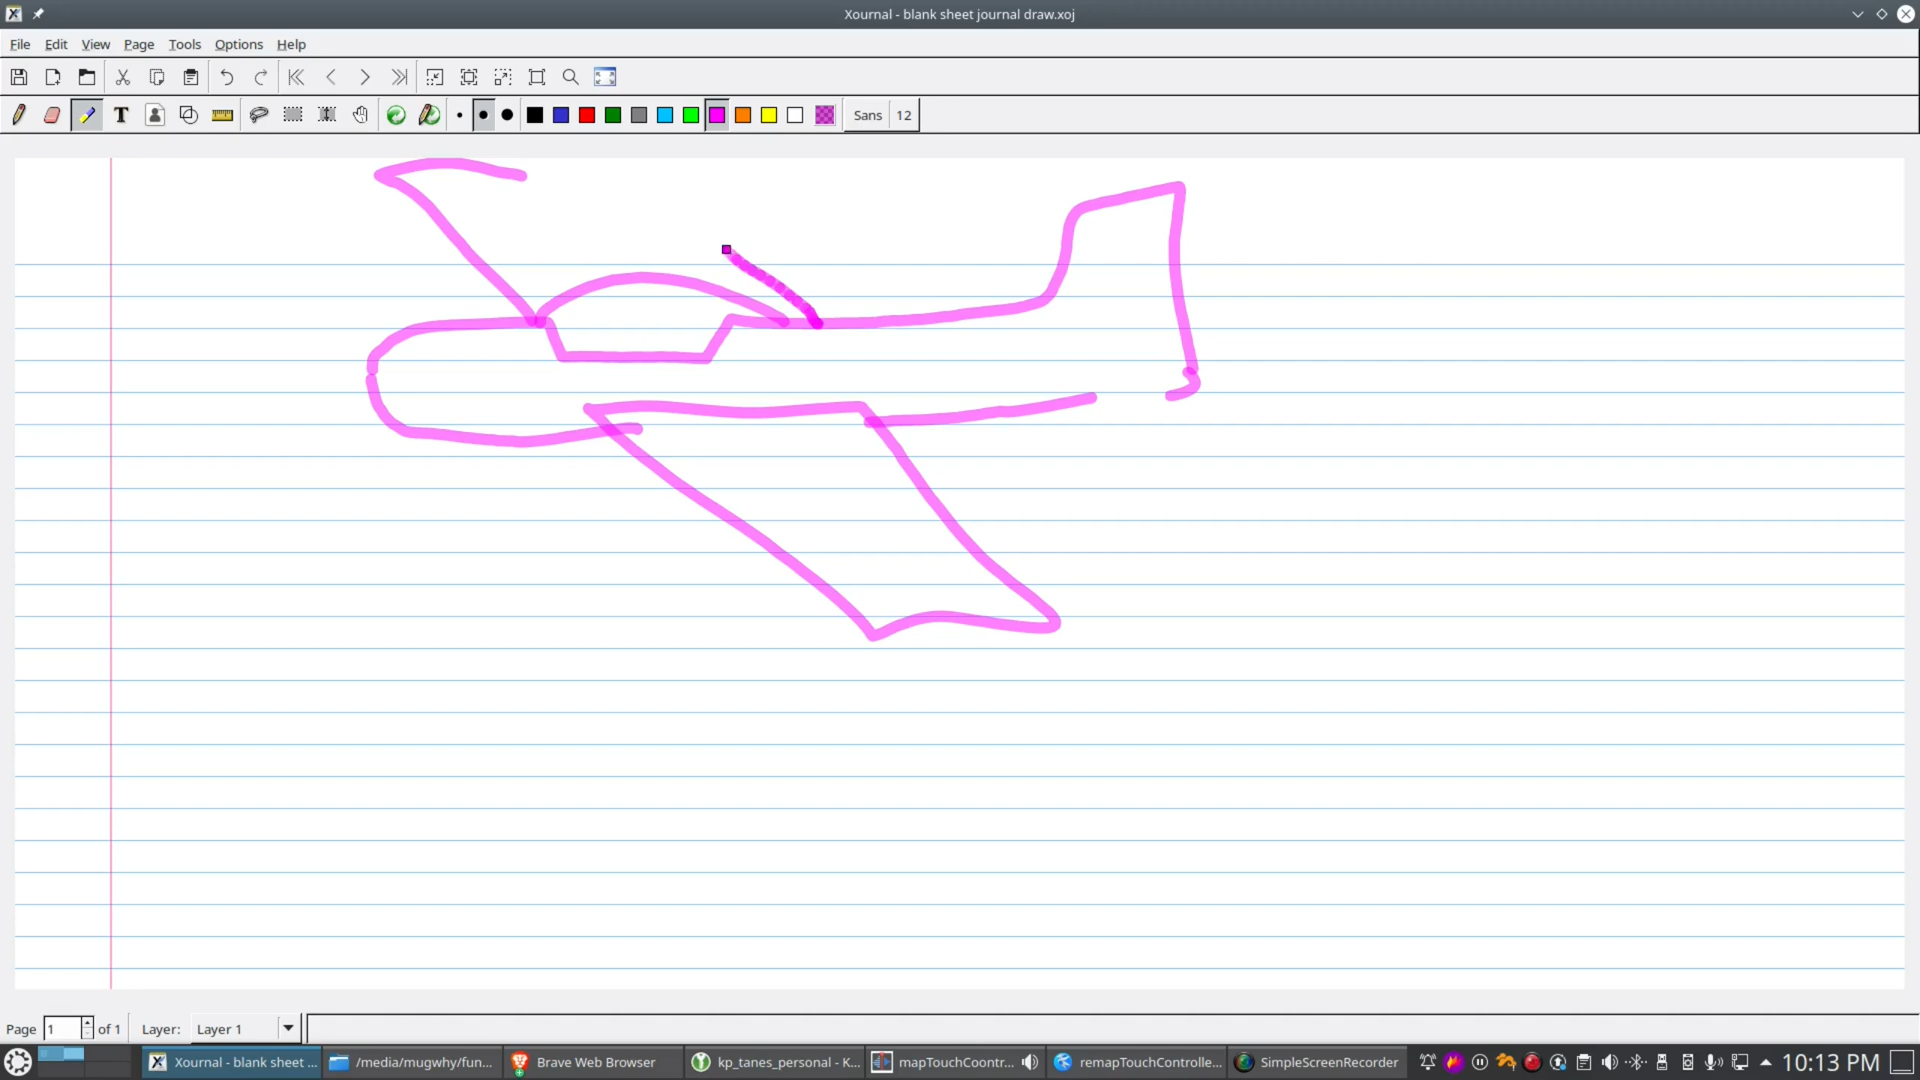 Xournal - blank sheet journal draw.xoj
File Edit View Page Tools Options Help
T Sans 12
Page 1 of 1 Layer: Layer 1
Xournal - blank sheet ... /media/mugwhy/fun... Brave Web Browser kp_tanes_personal - K... mapTouchCoontr... remapTouchControlle... SimpleScreenRecorder 10:13 PM